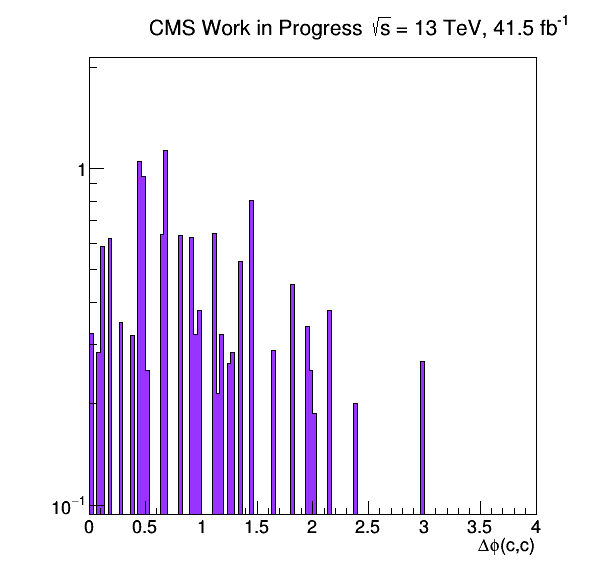 CMS Work in Progress √s = 13 TeV, 41.5 fb⁻¹
1
10⁻¹
0 0.5 1 1.5 2 2.5 3 3.5 4
Δϕ(c,c)